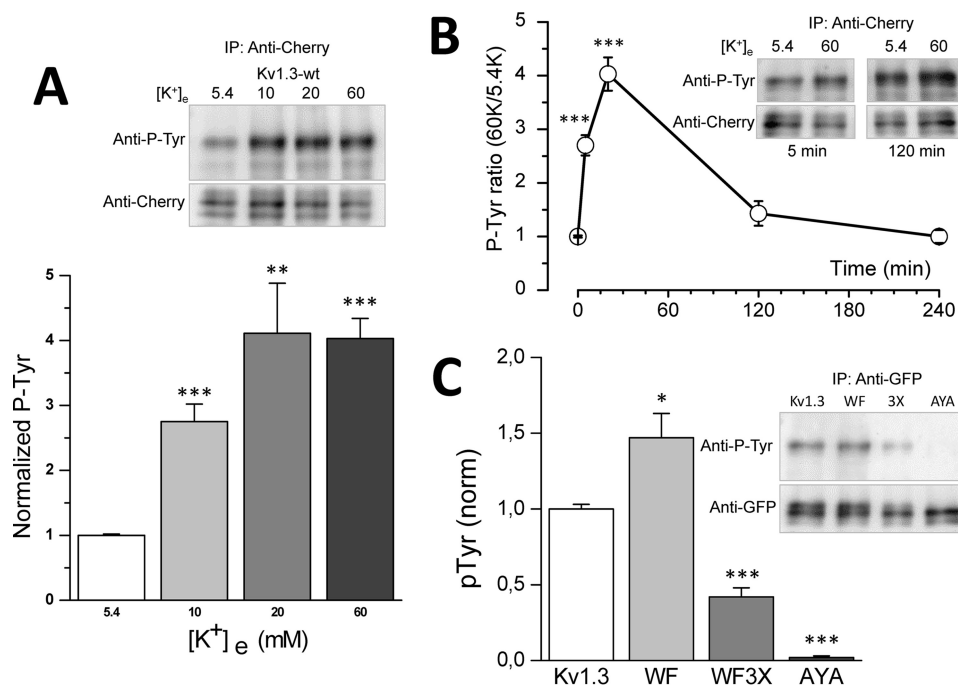 A
IP: Anti-Cherry
Kv1.3-wt
[K⁺]e 5.4 10 20 60
Anti-P-Tyr
Anti-Cherry
Normalized P-Tyr
5
4
3
2
1
0
** 
***
***
5.4 10 20 60
[K⁺] e (mM)
B
P-Tyr ratio (60K/5.4K)
5
4
3
2
1
0
***
***
IP: Anti-Cherry
[K⁺]e 5.4 60 5.4 60
Anti-P-Tyr
Anti-Cherry
5 min 120 min
Time (min)
0 60 120 180 240
C
pTyr (norm)
2,0
1,5
1,0
0,5
0,0
*
***
***
IP: Anti-GFP
Kv1.3 WF 3X AYA
Anti-P-Tyr
Anti-GFP
Kv1.3 WF WF3X AYA